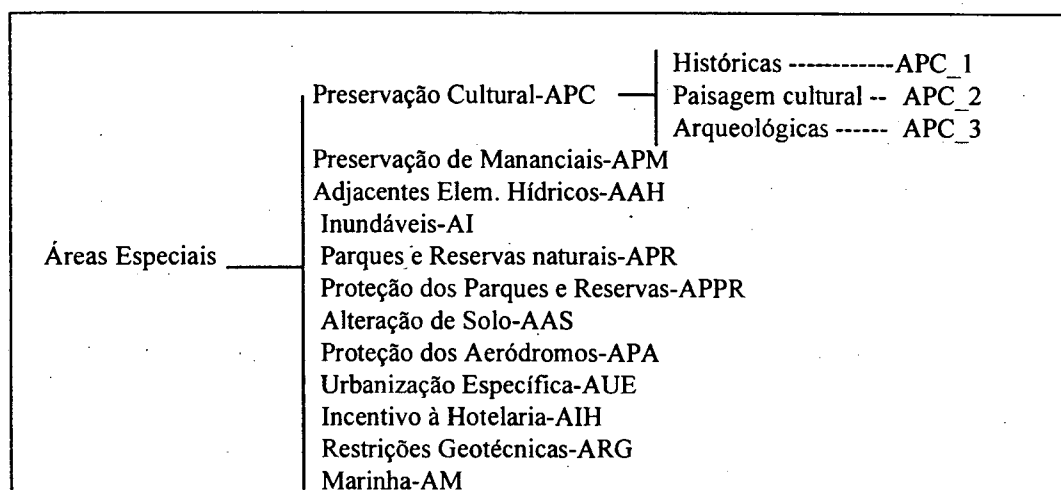 Históricas ------------APC_1
Preservação Cultural-APC Paisagem cultural -- APC_2
Arqueológicas ------ APC_3
Preservação de Mananciais-APM
Adjacentes Elem. Hídricos-AAH
Inundáveis-AI
Áreas Especiais Parques e Reservas naturais-APR
Proteção dos Parques e Reservas-APPR
Alteração de Solo-AAS
Proteção dos Aeródromos-APA
Urbanização Específica-AUE
Incentivo à Hotelaria-AIH
Restrições Geotécnicas-ARG
Marinha-AM